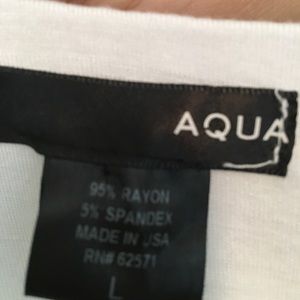 AQUA
95% RAYON
5% SPANDEX
MADE IN USA
RN# 62571
L